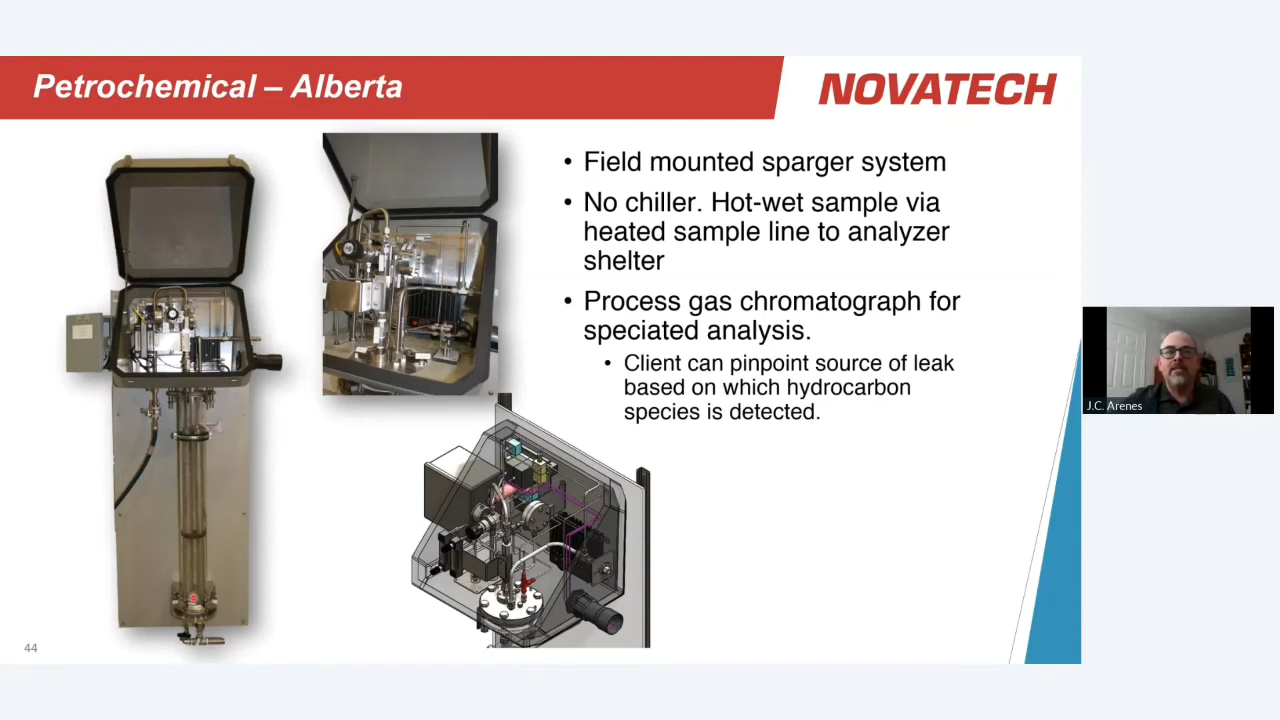 Petrochemical – Alberta
NOVATECH
• Field mounted sparger system
• No chiller. Hot-wet sample via
heated sample line to analyzer
shelter
• Process gas chromatograph for
speciated analysis.
• Client can pinpoint source of leak
based on which hydrocarbon
species is detected.
J.C. Arenes
44